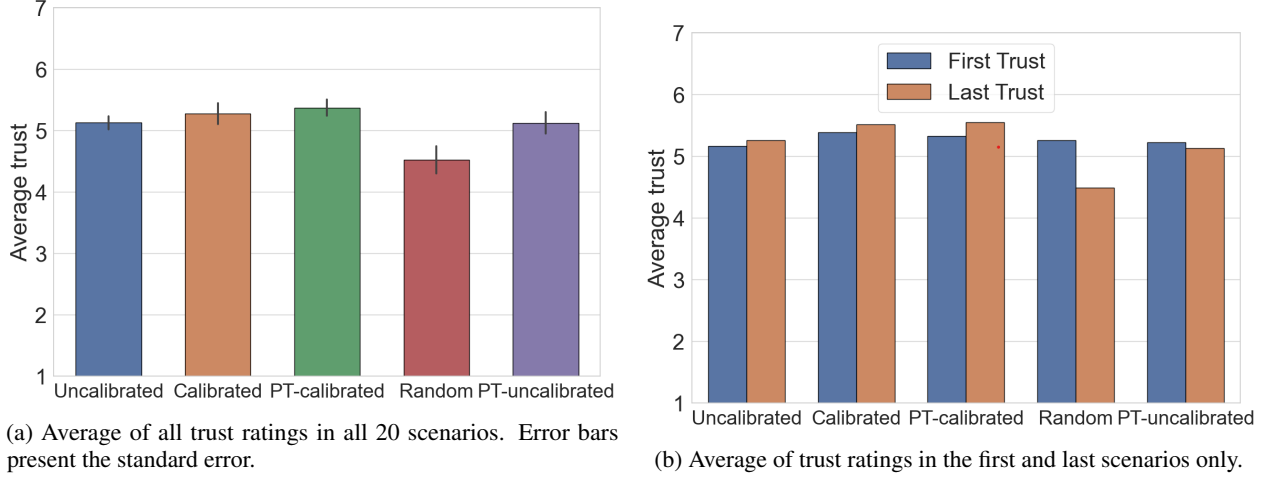 7
6
5
4
3
2
1
Average trust
Uncalibrated Calibrated PT-calibrated Random PT-uncalibrated
(a) Average of all trust ratings in all 20 scenarios. Error bars
present the standard error.
7
6
5
4
3
2
1
Average trust
First Trust
Last Trust
Uncalibrated Calibrated PT-calibrated Random PT-uncalibrated
(b) Average of trust ratings in the first and last scenarios only.